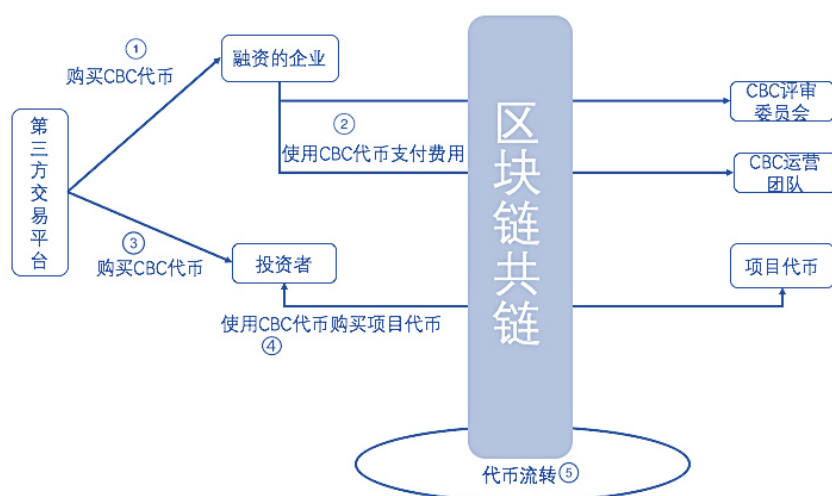 ①
购买CBC代币
融资的企业
第三方交易平台
②
使用CBC代币支付费用
区块链共链
CBC评审
委员会
CBC运营
团队
③
购买CBC代币
投资者
项目代币
使用CBC代币购买项目代币
④
代币流转⑤